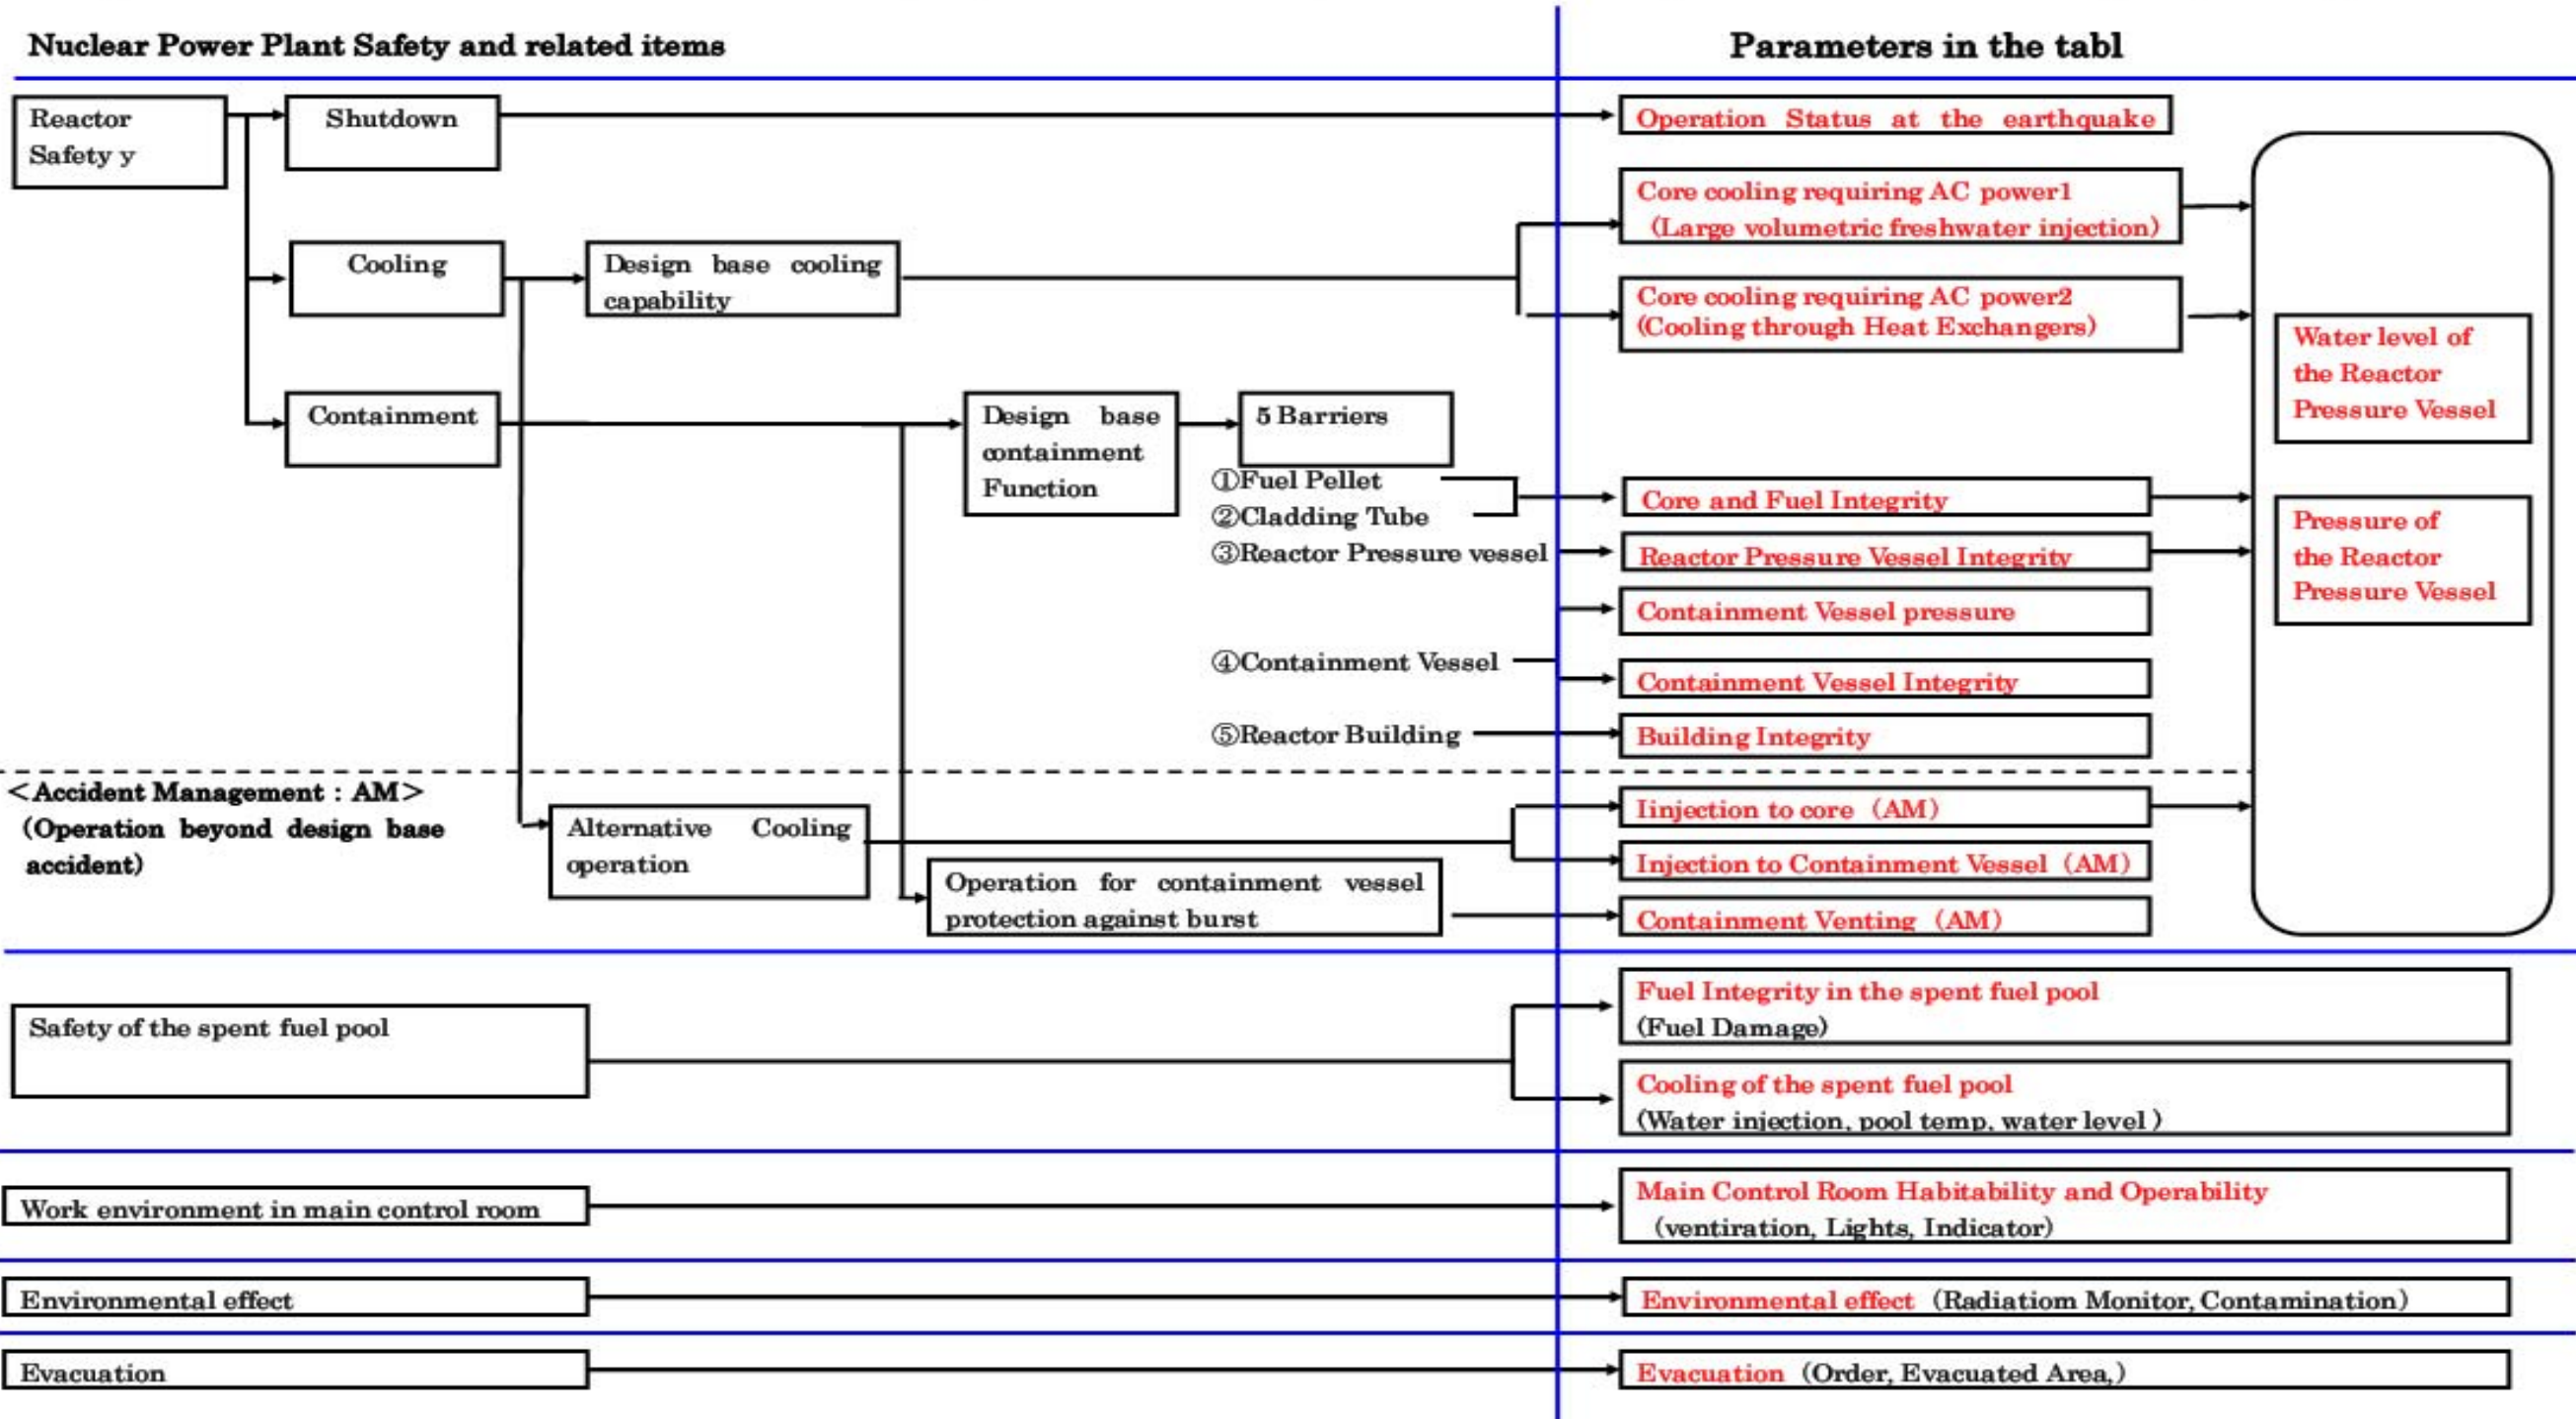 Nuclear Power Plant Safety and related items
Parameters in the tabl
Reactor
Safety y
Shutdown
Operation Status at the earthquake
Core cooling requiring AC power1
(Large volumetric freshwater injection)
Cooling
Design base cooling
capability
Core cooling requiring AC power2
(Cooling through Heat Exchangers)
Water level of
the Reactor
Pressure Vessel
Containment
Design base
containment
Function
5 Barriers
①Fuel Pellet
②Cladding Tube
③Reactor Pressure vessel
Core and Fuel Integrity
Reactor Pressure Vessel Integrity
Pressure of
the Reactor
Pressure Vessel
Containment Vessel pressure
④Containment Vessel
Containment Vessel Integrity
⑤Reactor Building
Building Integrity
<Accident Management : AM>
(Operation beyond design base
accident)
Alternative Cooling
operation
Iinjection to core (AM)
Injection to Containment Vessel (AM)
Operation for containment vessel
protection against burst
Containment Venting (AM)
Safety of the spent fuel pool
Fuel Integrity in the spent fuel pool
(Fuel Damage)
Cooling of the spent fuel pool
(Water injection, pool temp, water level )
Work environment in main control room
Main Control Room Habitability and Operability
(ventiration, Lights, Indicator)
Environmental effect
Environmental effect (Radiatiom Monitor, Contamination)
Evacuation
Evacuation (Order, Evacuated Area,)